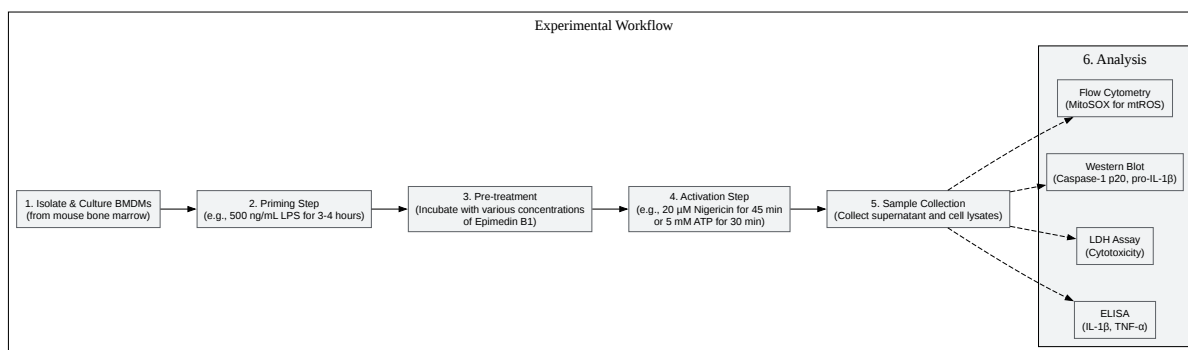 Experimental Workflow
1. Isolate & Culture BMDMs
(from mouse bone marrow)
2. Priming Step
(e.g., 500 ng/mL LPS for 3-4 hours)
3. Pre-treatment
(Incubate with various concentrations
of Epimedin B1)
4. Activation Step
(e.g., 20 µM Nigericin for 45 min
or 5 mM ATP for 30 min)
5. Sample Collection
(Collect supernatant and cell lysates)
6. Analysis
Flow Cytometry
(MitoSOX for mtROS)
Western Blot
(Caspase-1 p20, pro-IL-1β)
LDH Assay
(Cytotoxicity)
ELISA
(IL-1β, TNF-α)